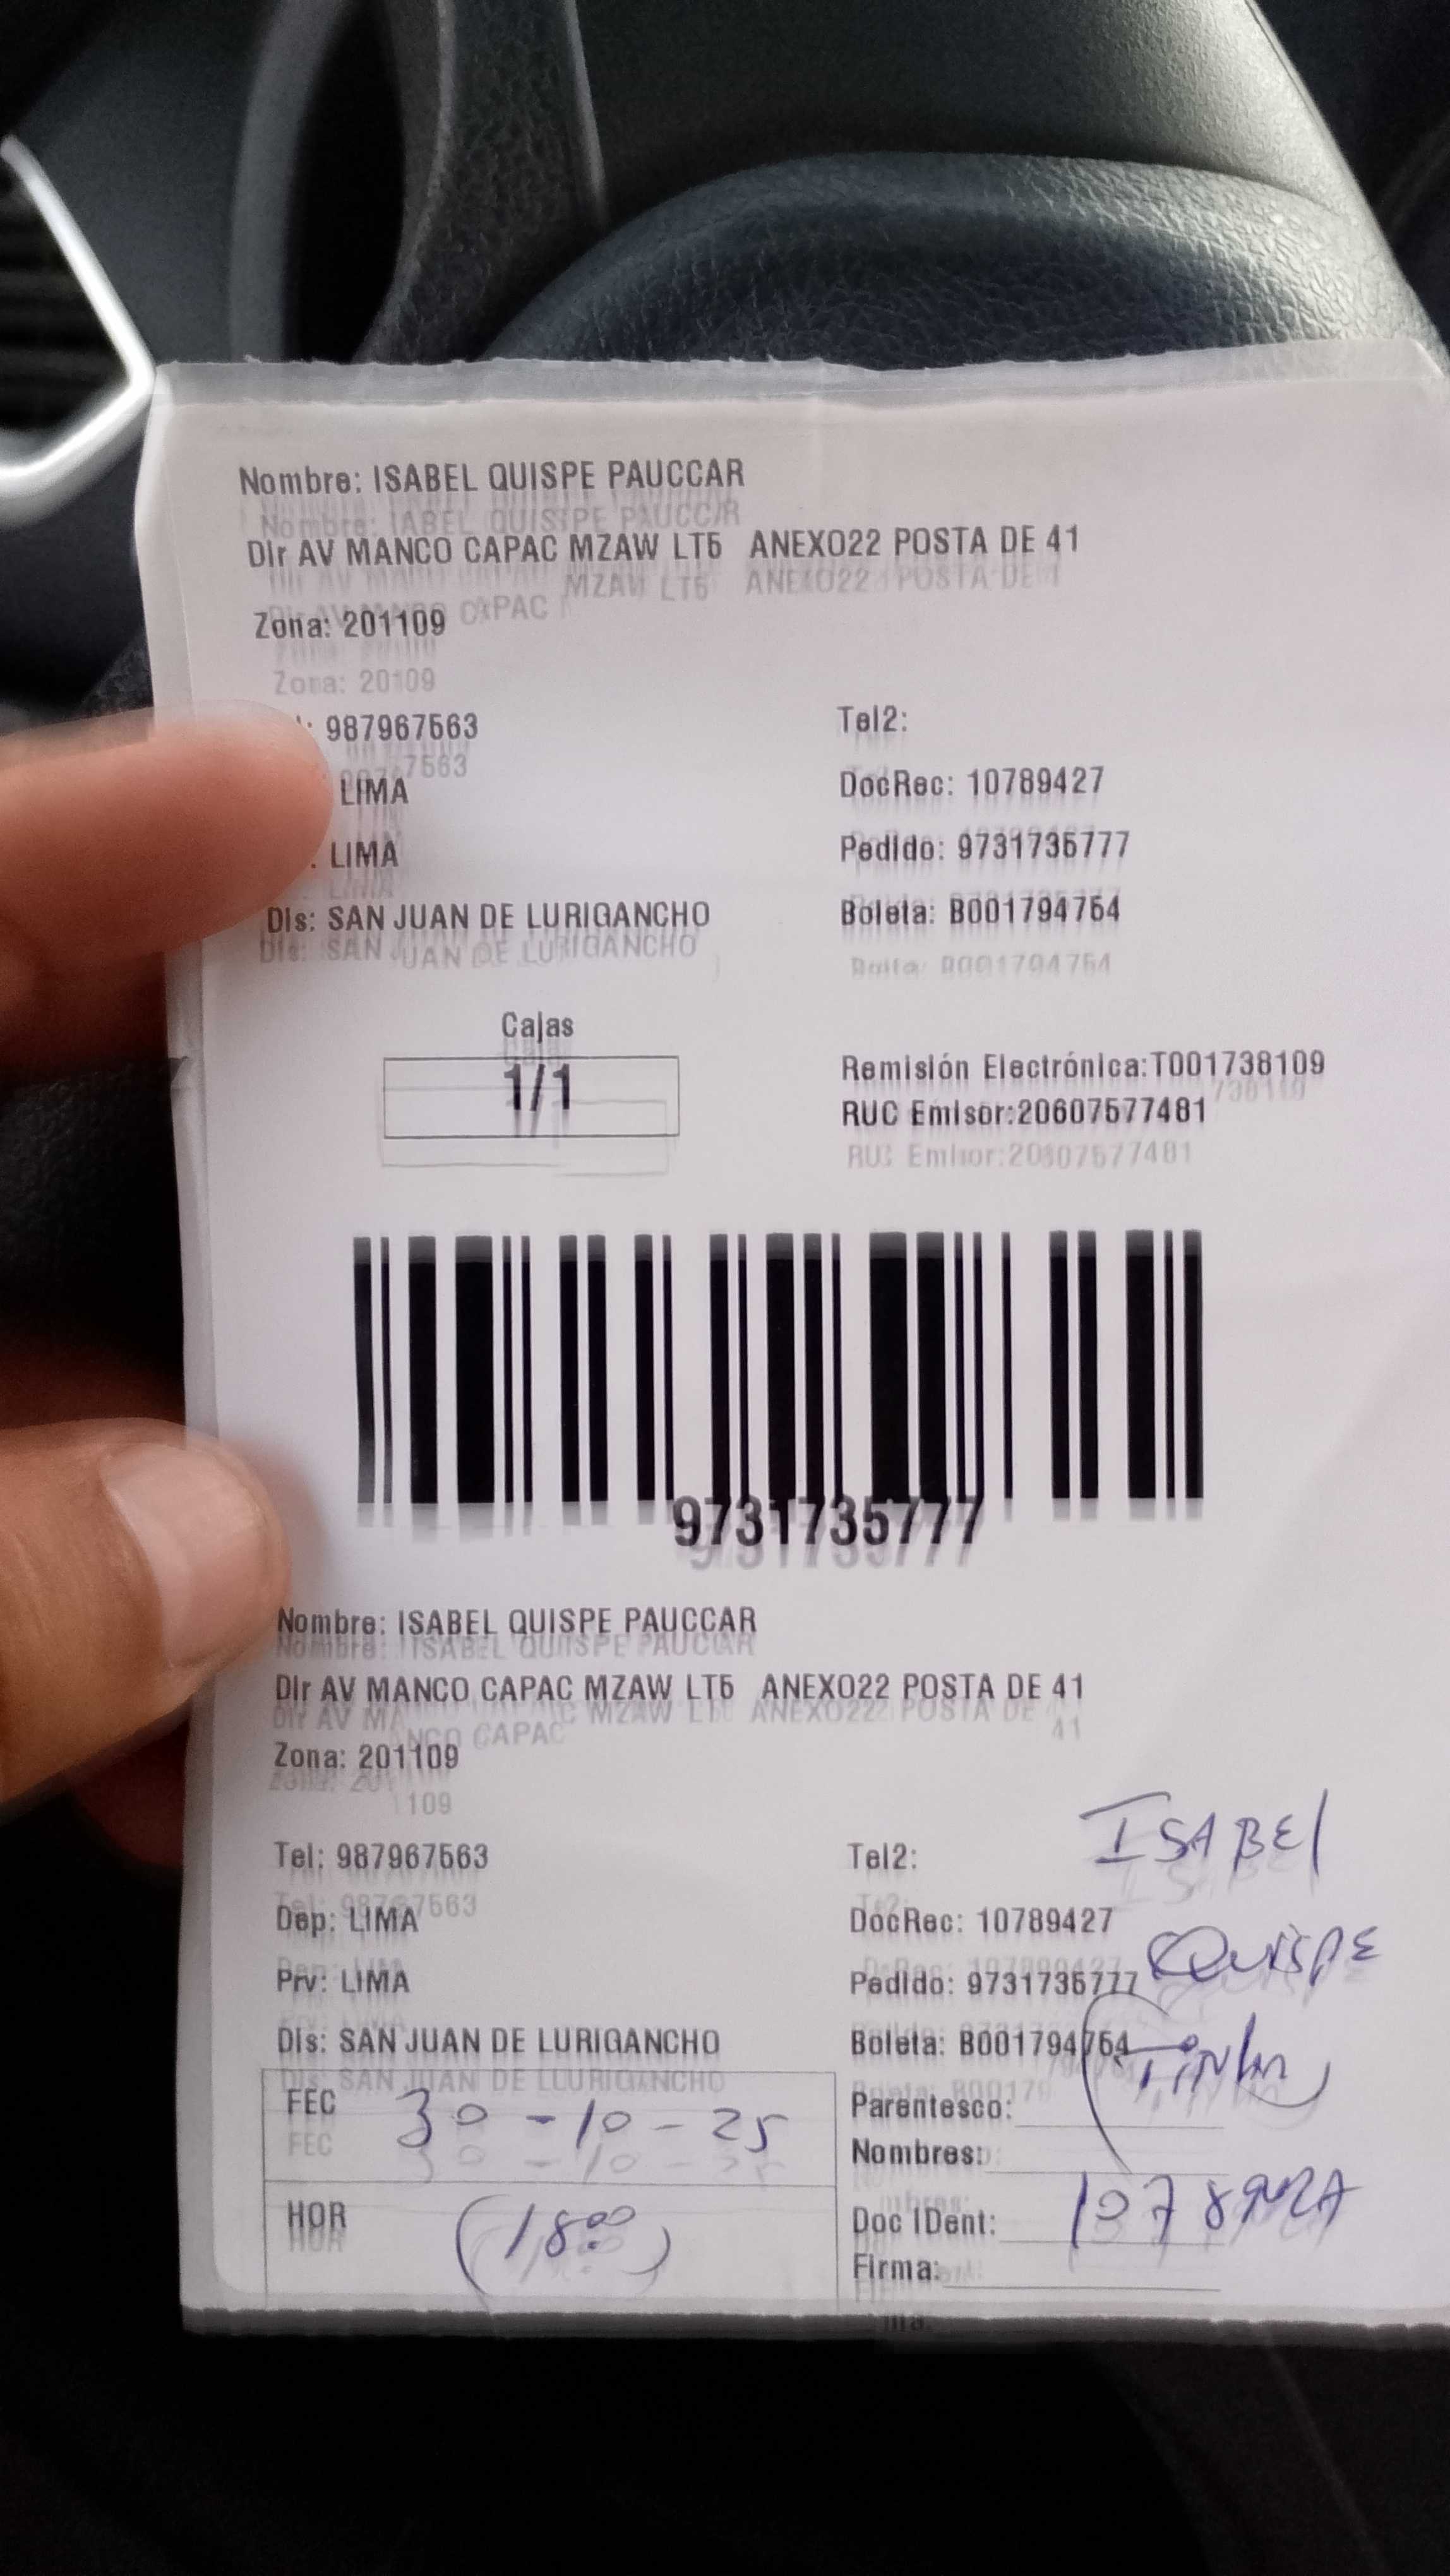 Nombre: ISABEL QUISPE PAUCCAR
Dir AV MANCO CAPAC MZAW LT5 ANEXO22 POSTA DE 41
Zona: 201109
987967563
Tel2:
LIMA
DocRec: 10789427
LIMA
Pedido: 9731735777
Dis: SAN JUAN DE LURIGANCHO
Boleta: B001794754
Cajas
1/1
Remisión Electrónica:T001738109
RUC Emisor:20607577481
9731735777
Nombre: ISABEL QUISPE PAUCCAR
Dir AV MANCO CAPAC MZAW LT5 ANEXO22 POSTA DE 41
Zona: 201109
ISABEL
Tel: 987967563
Tel2:
Dep: LIMA
DocRec: 10789427
QUISPE
Prv: LIMA
Pedido: 9731735777
Dis: SAN JUAN DE LURIGANCHO
Boleta: B001794754
FEC 30-10-25
Parentesco:
Nombres:
HOR (18:00)
Doc IDent:
Firma: